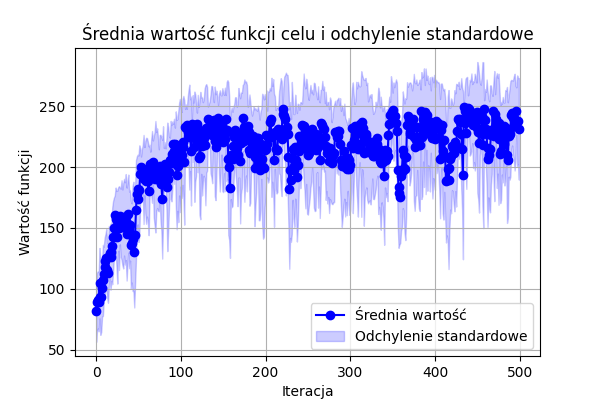 Średnia wartość funkcji celu i odchylenie standardowe
Wartość funkcji
250
200
150
100
50
0
100
200
300
400
500
Iteracja
Średnia wartość
Odchylenie standardowe